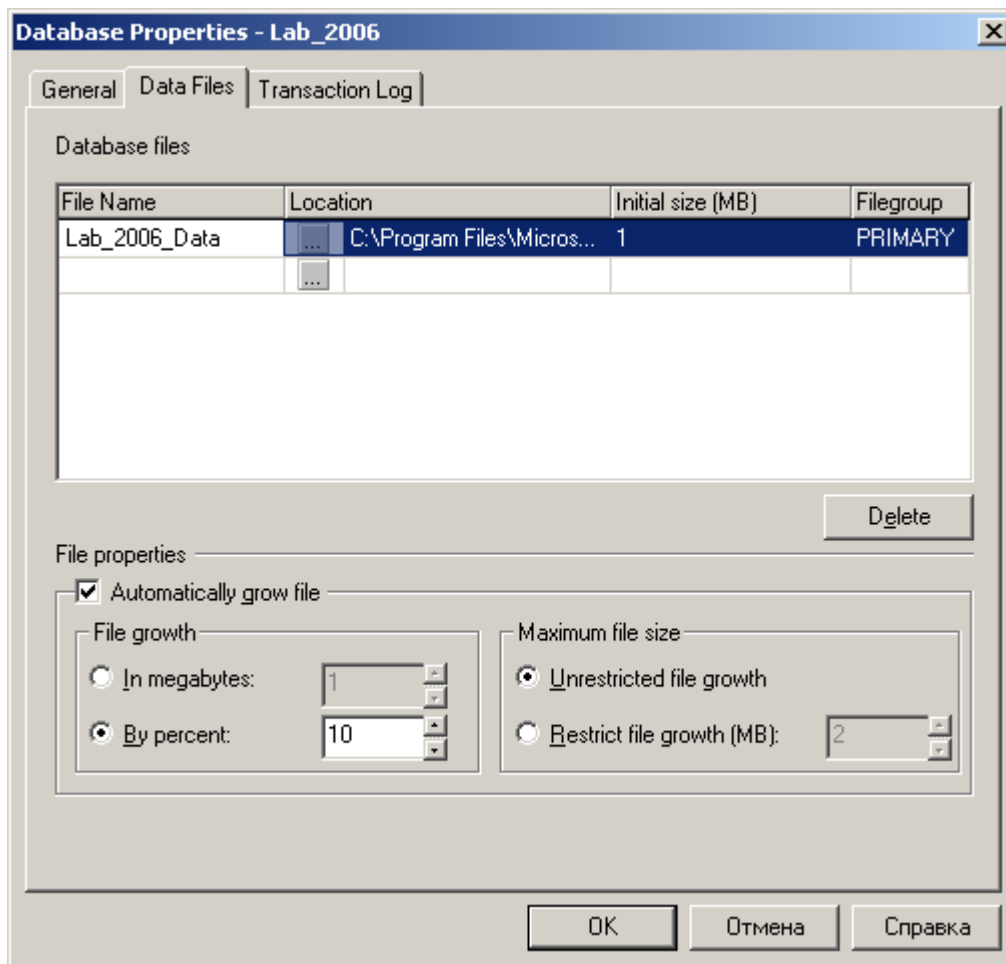 Database Properties - Lab_2006
General Data Files Transaction Log
Database files
File Name Location Initial size (MB) Filegroup
Lab_2006_Data ... C:\Program Files\Micros... 1 PRIMARY
...
Delete
File properties
Automatically grow file
File growth Maximum file size
In megabytes: 1 Unrestricted file growth
By percent: 10 Restrict file growth (MB): 2
OK Отмена Справка